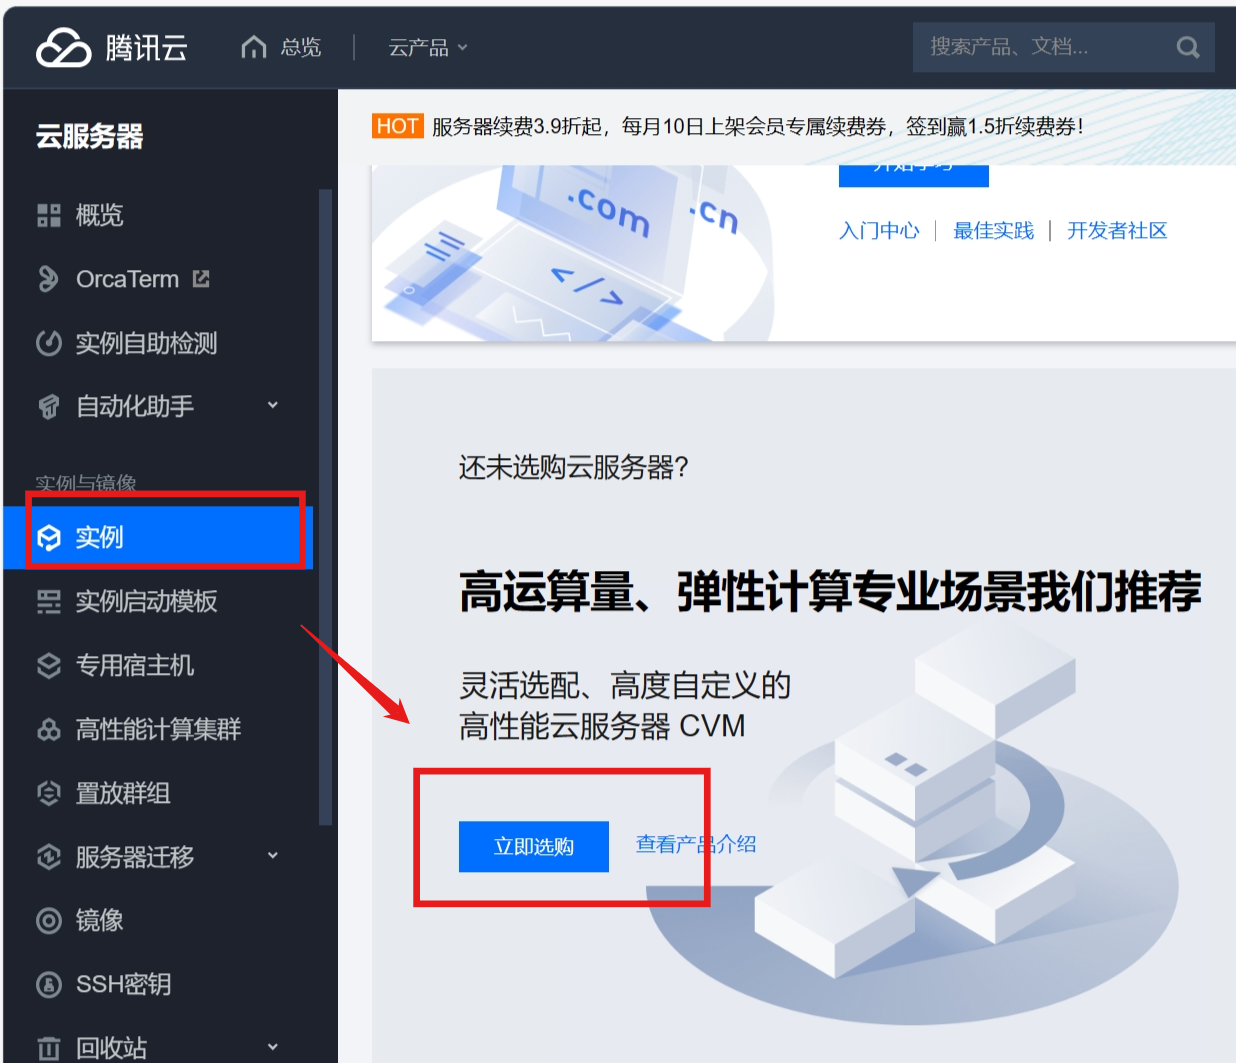 腾讯云
总览
云产品
搜索产品、文档...
云服务器
概览
OrcaTerm
实例自助检测
自动化助手
实例与镜像
实例
实例启动模板
专用宿主机
高性能计算集群
置放群组
服务器迁移
镜像
SSH密钥
回收站
HOT 服务器续费3.9折起，每月10日上架会员专属续费券，签到赢1.5折续费券！
.com
.cn
</>
开始学习
入门中心
最佳实践
开发者社区
还未选购云服务器？
高运算量、弹性计算专业场景我们推荐
灵活选配、高度自定义的
高性能云服务器 CVM
立即选购
查看产品介绍